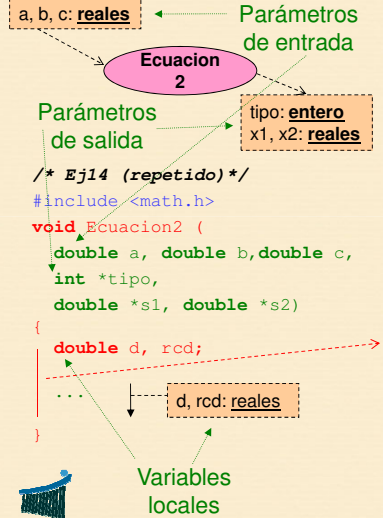 a, b, c: reales
Parámetros
de entrada
Ecuacion
2
Parámetros
de salida
tipo: entero
x1, x2: reales
/* Ej14 (repetido)*/
#include <math.h>
void Ecuacion2 (
double a, double b,double c,
int *tipo,
double *s1, double *s2)
{
double d, rcd;
...
d, rcd: reales
}
Variables
locales